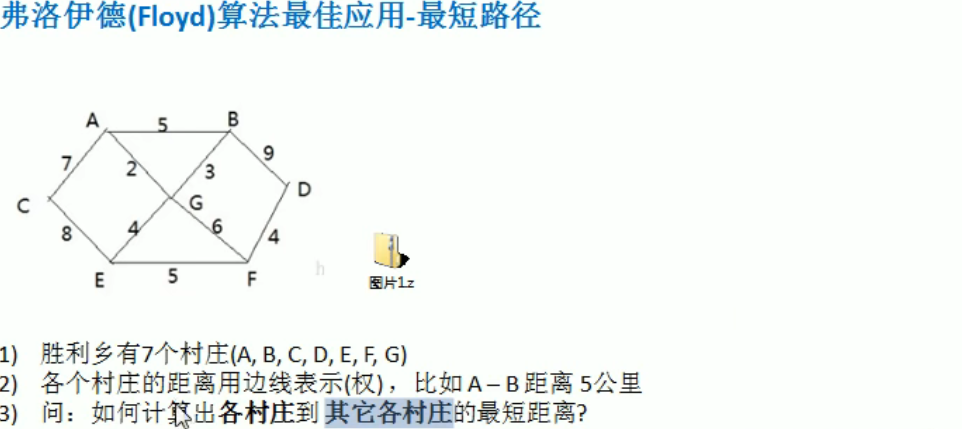 弗洛伊德(Floyd)算法最佳应用-最短路径
A 5 B
7 2 3 9
C G D
8 4 6 4
E 5 F
h
图片1.z
1) 胜利乡有7个村庄(A, B, C, D, E, F, G)
2) 各个村庄的距离用边线表示(权)，比如 A – B 距离 5公里
3) 问：如何计算出各村庄到 其它各村庄的最短距离?